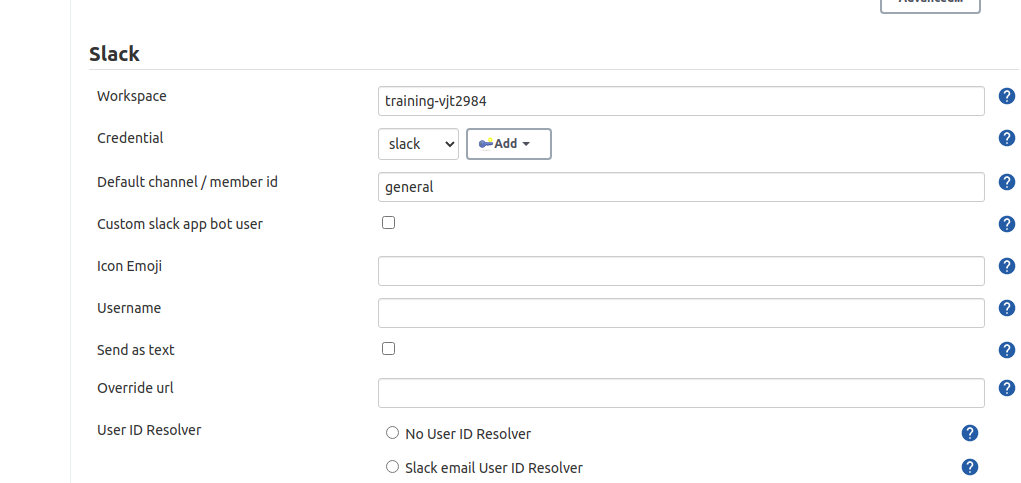 Advanced...
Slack
Workspace
training-vjt2984
Credential
slack
Add
Default channel / member id
general
Custom slack app bot user
Icon Emoji
Username
Send as text
Override url
User ID Resolver
No User ID Resolver
Slack email User ID Resolver